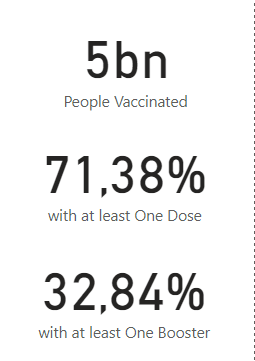 5bn
People Vaccinated
71,38%
with at least One Dose
32,84%
with at least One Booster